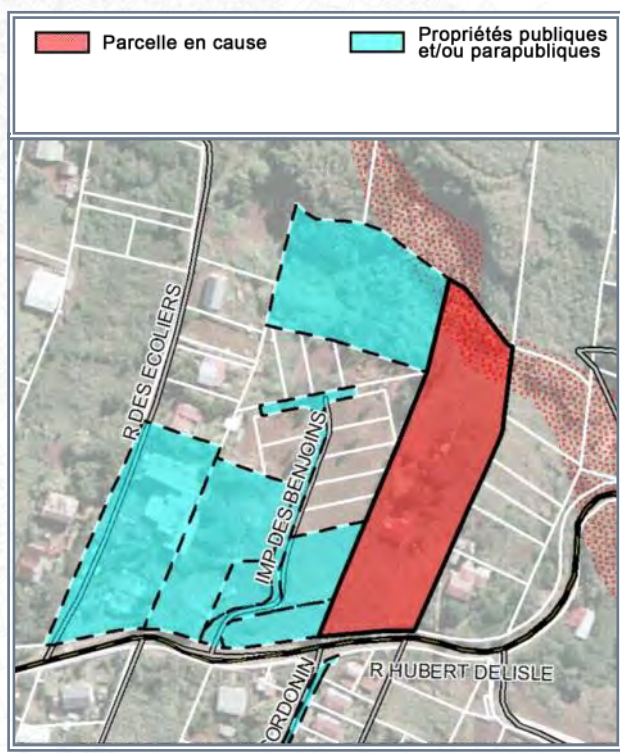 Parcelle en cause
Propriétés publiques
et/ou parapubliques
R DES ECOLIERS
IMP DES BENJOINS
R HUBERT DELISLE
ORDONIN